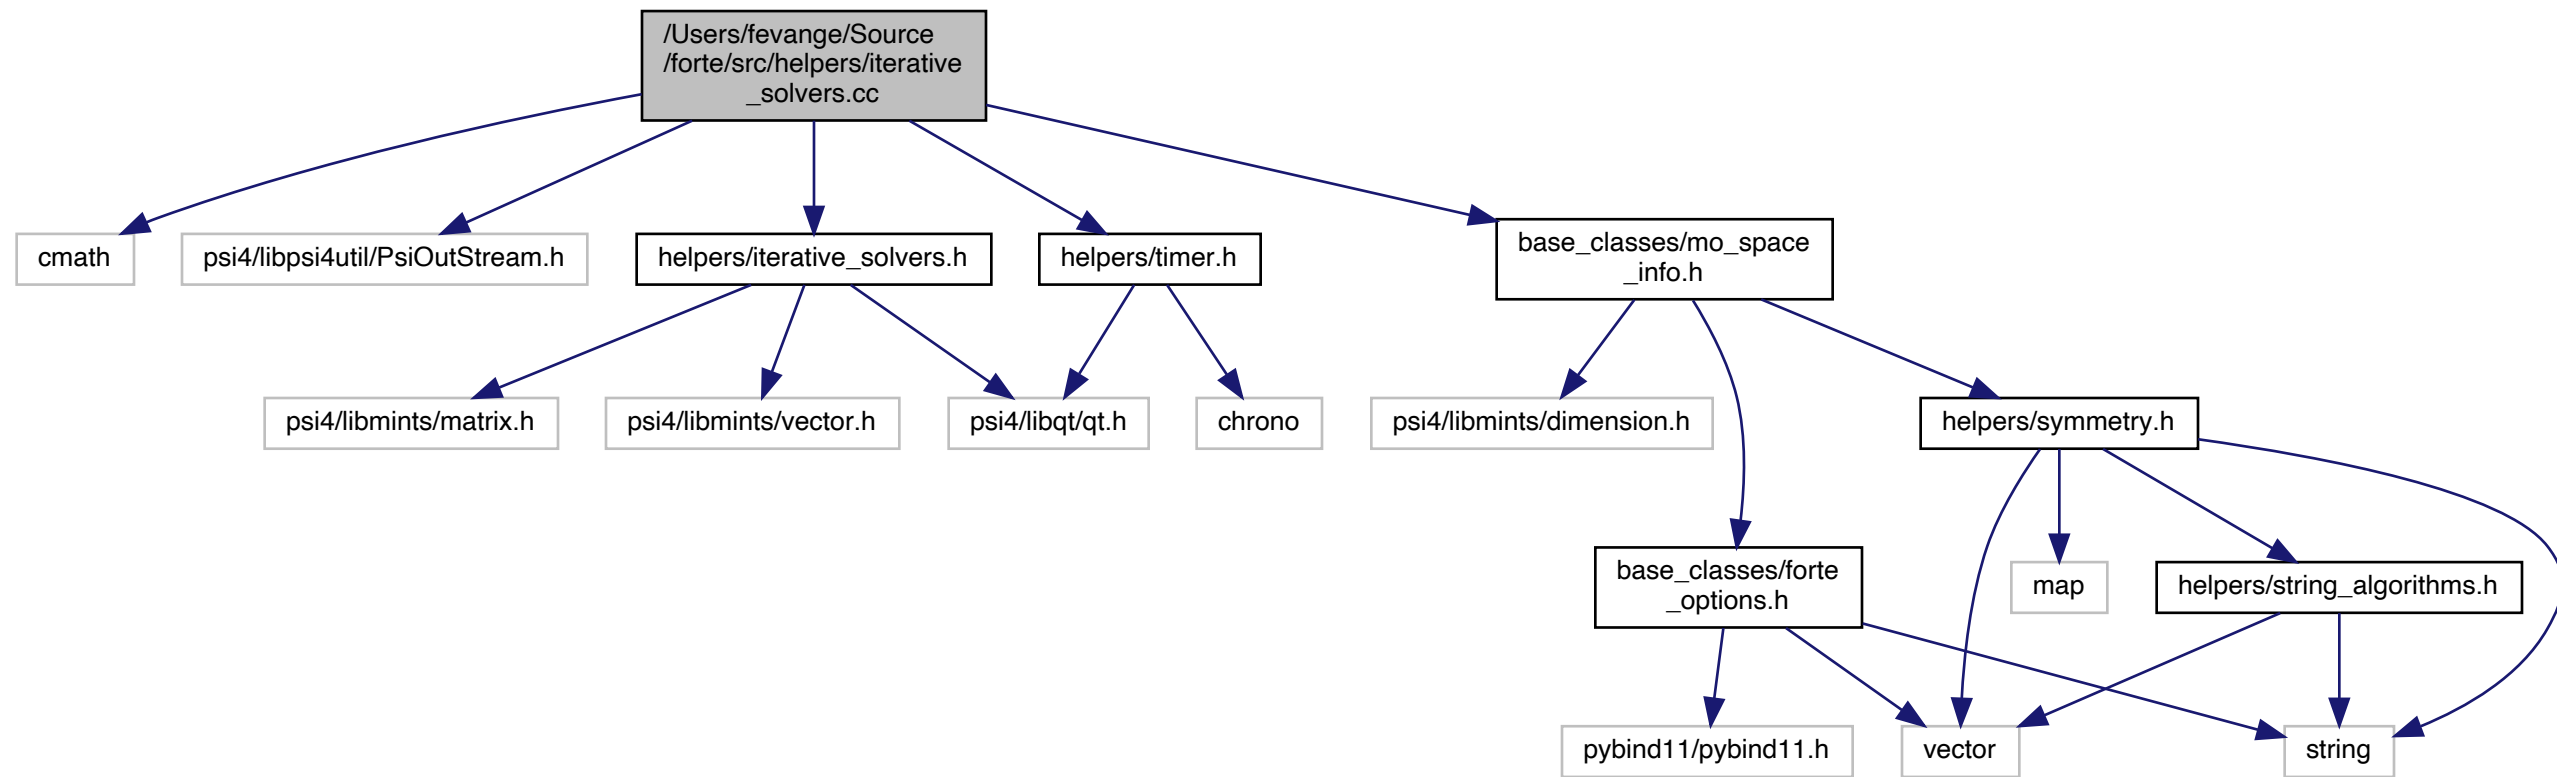 /Users/fevange/Source
/forte/src/helpers/iterative
_solvers.cc
cmath
psi4/libpsi4util/PsiOutStream.h
helpers/iterative_solvers.h
helpers/timer.h
base_classes/mo_space
_info.h
psi4/libmints/matrix.h
psi4/libmints/vector.h
psi4/libqt/qt.h
chrono
psi4/libmints/dimension.h
helpers/symmetry.h
base_classes/forte
_options.h
map
helpers/string_algorithms.h
pybind11/pybind11.h
vector
string